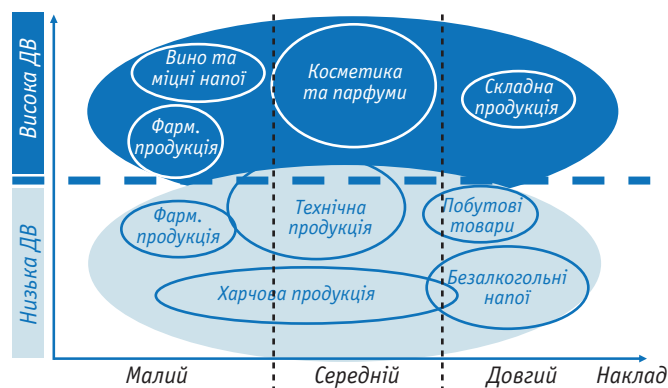 Висока ДВ
Вино та
міцні напої
Косметика
та парфуми
Складна
продукція
Фарм.
продукція
Низька ДВ
Фарм.
продукція
Технічна
продукція
Побутові
товари
Харчова продукція
Безалкогольні
напої
Малий
Середній
Довгий
Наклад